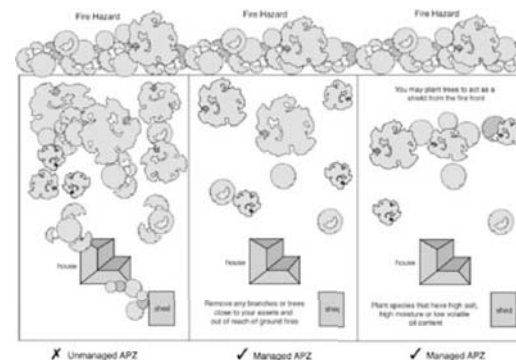 Fire Hazard
Fire Hazard
Fire Hazard
You may plant trees to act as a
shield from the fire front
house
shed
house
shed
Remove any branches or trees
close to your assets and
out of reach of ground fires
house
shed
Plant species that have high salt,
high moisture or low volatile
oil content
✗ Unmanaged APZ
✓ Managed APZ
✓ Managed APZ